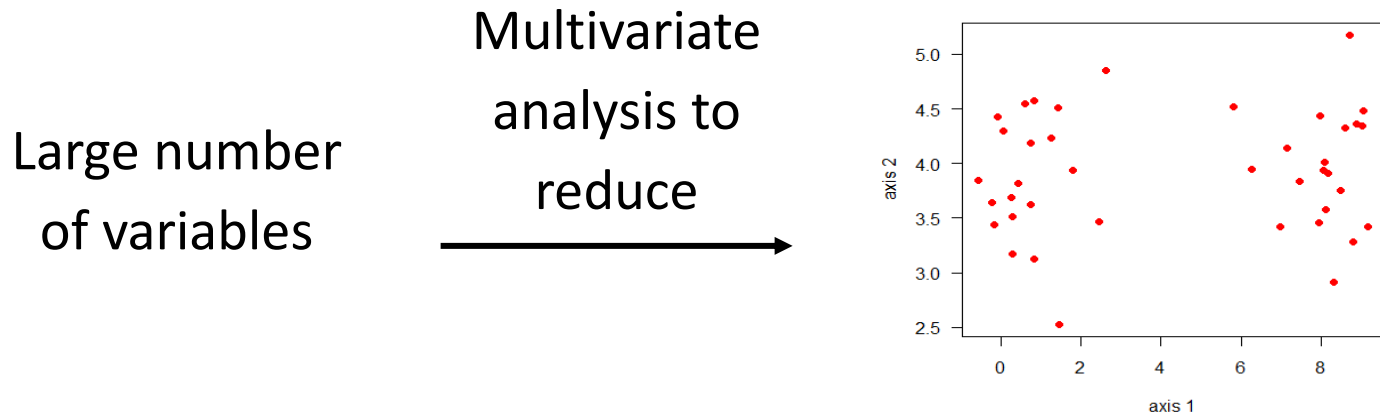 Large number
of variables
Multivariate
analysis to
reduce
5.0
4.5
4.0
3.5
3.0
2.5
axis 2
0 2 4 6 8
axis 1